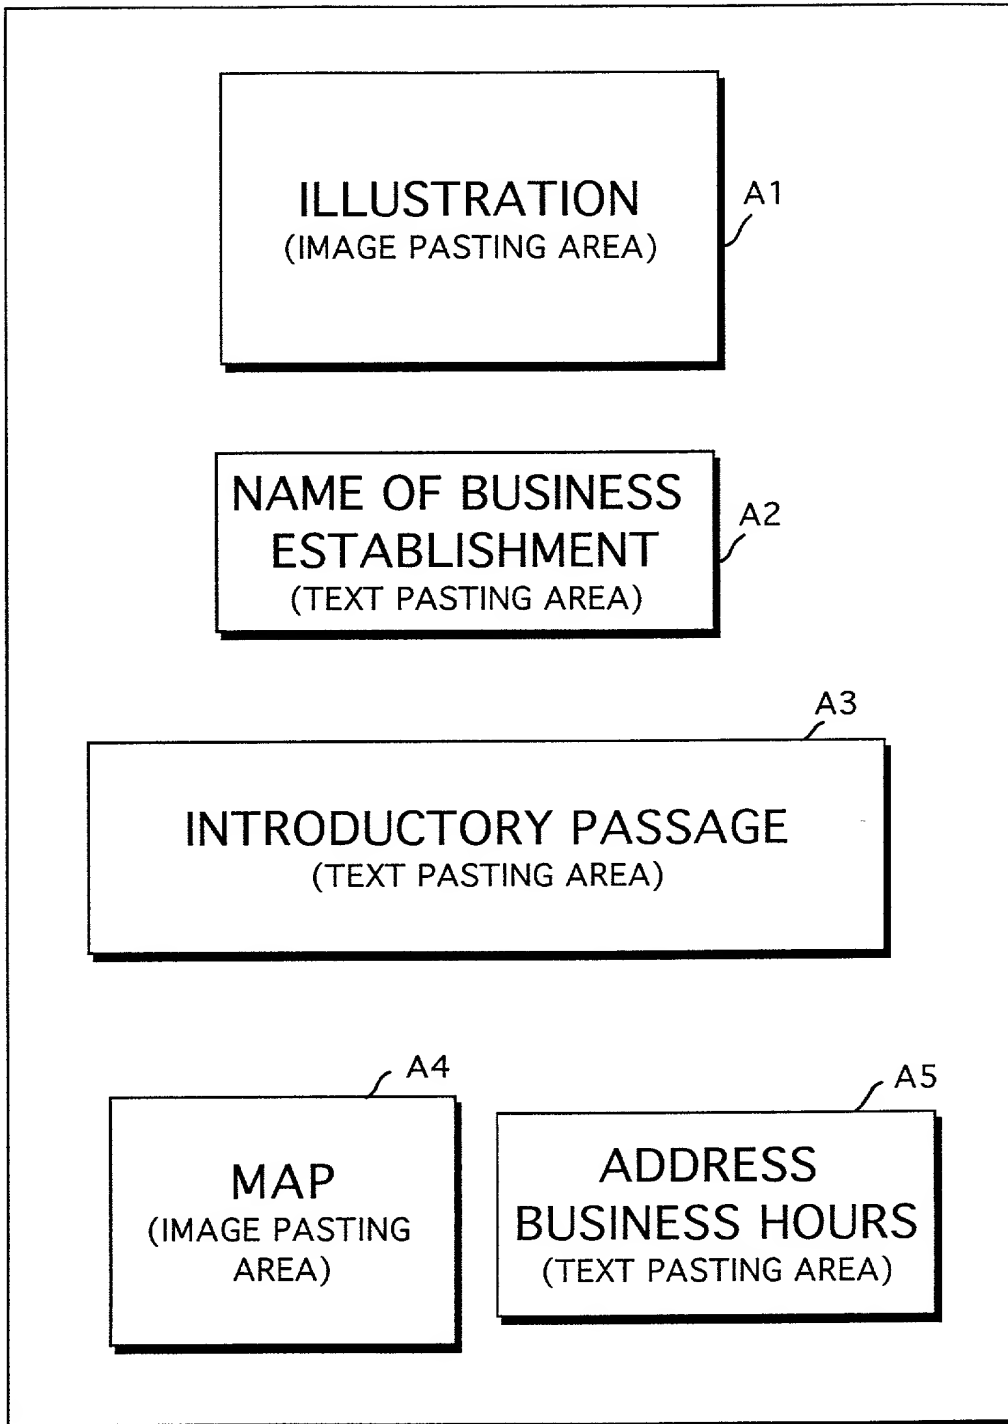 ILLUSTRATION
(IMAGE PASTING AREA)
A1
NAME OF BUSINESS
ESTABLISHMENT
(TEXT PASTING AREA)
A2
A3
INTRODUCTORY PASSAGE
(TEXT PASTING AREA)
A4
MAP
(IMAGE PASTING
AREA)
A5
ADDRESS
BUSINESS HOURS
(TEXT PASTING AREA)